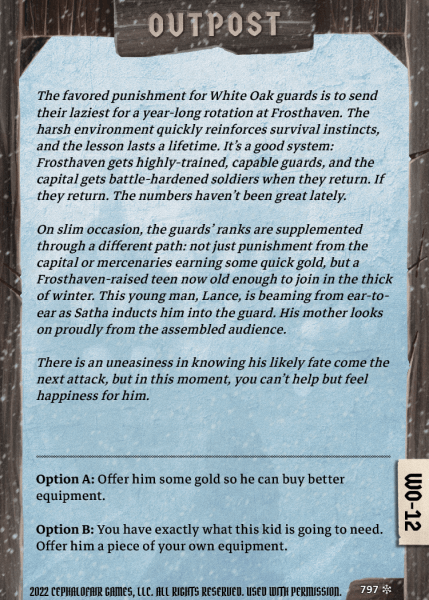 OUTPOST
The favored punishment for White Oak guards is to send
their laziest for a year-long rotation at Frosthaven. The
harsh environment quickly reinforces survival instincts,
and the lesson lasts a lifetime. It's a good system:
Frosthaven gets highly-trained, capable guards, and the
capital gets battle-hardened soldiers when they return. If
they return. The numbers haven't been great lately.
On slim occasion, the guards' ranks are supplemented
through a different path: not just punishment from the
capital or mercenaries earning some quick gold, but a
Frosthaven-raised teen now old enough to join in the thick
of winter. This young man, Lance, is beaming from ear-to-
ear as Satha inducts him into the guard. His mother looks
on proudly from the assembled audience.
There is an uneasiness in knowing his likely fate come the
next attack, but in this moment, you can't help but feel
happiness for him.
Option A: Offer him some gold so he can buy better
equipment.
Option B: You have exactly what this kid is going to need.
Offer him a piece of your own equipment.
WO-12
2022 CEPHALOFAIR GAMES, LLC. ALL RIGHTS RESERVED. USED WITH PERMISSION.
797